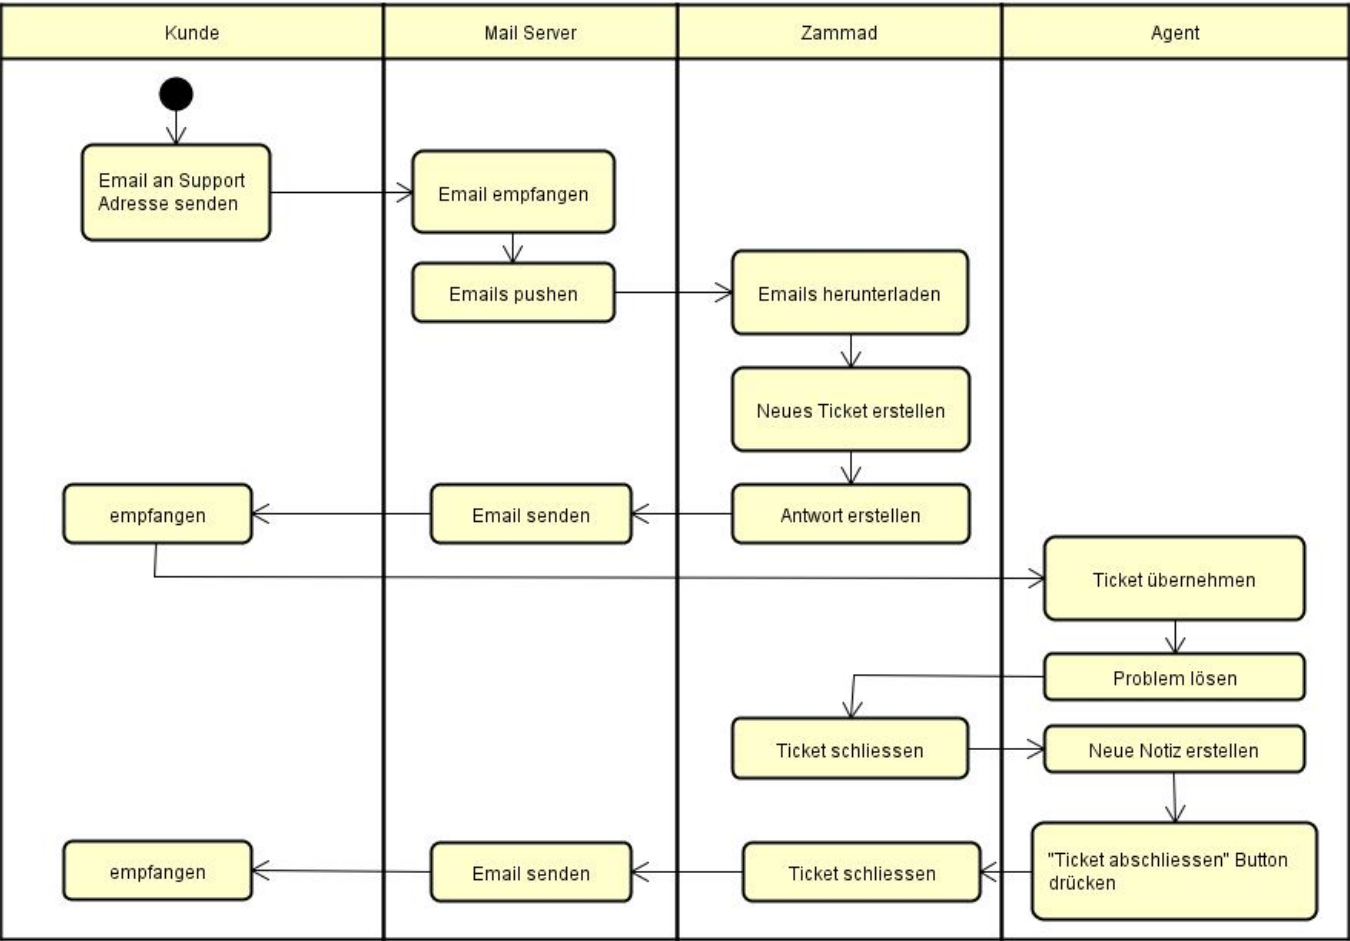 Kunde
Mail Server
Zammad
Agent
Email an Support
Adresse senden
Email empfangen
Emails pushen
Emails herunterladen
Neues Ticket erstellen
empfangen
Email senden
Antwort erstellen
Ticket übernehmen
Problem lösen
Ticket schliessen
Neue Notiz erstellen
empfangen
Email senden
Ticket schliessen
"Ticket abschliessen" Button
drücken